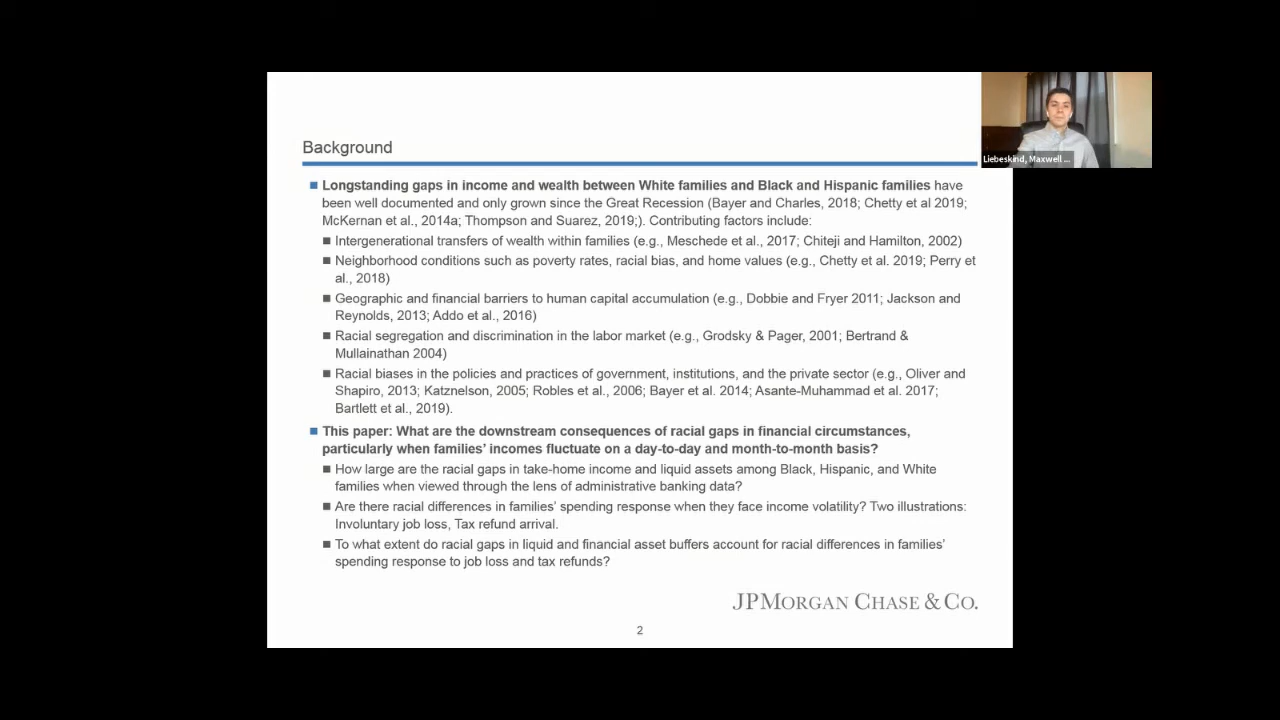 Background
Liebeskind, Maxwell ...
■ Longstanding gaps in income and wealth between White families and Black and Hispanic families have
been well documented and only grown since the Great Recession (Bayer and Charles, 2018; Chetty et al 2019;
McKernan et al., 2014a; Thompson and Suarez, 2019;). Contributing factors include:
■ Intergenerational transfers of wealth within families (e.g., Meschede et al., 2017; Chiteji and Hamilton, 2002)
■ Neighborhood conditions such as poverty rates, racial bias, and home values (e.g., Chetty et al. 2019; Perry et
al., 2018)
■ Geographic and financial barriers to human capital accumulation (e.g., Dobbie and Fryer 2011; Jackson and
Reynolds, 2013; Addo et al., 2016)
■ Racial segregation and discrimination in the labor market (e.g., Grodsky & Pager, 2001; Bertrand &
Mullainathan 2004)
■ Racial biases in the policies and practices of government, institutions, and the private sector (e.g., Oliver and
Shapiro, 2013; Katznelson, 2005; Robles et al., 2006; Bayer et al. 2014; Asante-Muhammad et al. 2017;
Bartlett et al., 2019).
■ This paper: What are the downstream consequences of racial gaps in financial circumstances,
particularly when families' incomes fluctuate on a day-to-day and month-to-month basis?
■ How large are the racial gaps in take-home income and liquid assets among Black, Hispanic, and White
families when viewed through the lens of administrative banking data?
■ Are there racial differences in families' spending response when they face income volatility? Two illustrations:
Involuntary job loss, Tax refund arrival.
■ To what extent do racial gaps in liquid and financial asset buffers account for racial differences in families'
spending response to job loss and tax refunds?
JPMORGAN CHASE & CO.
2